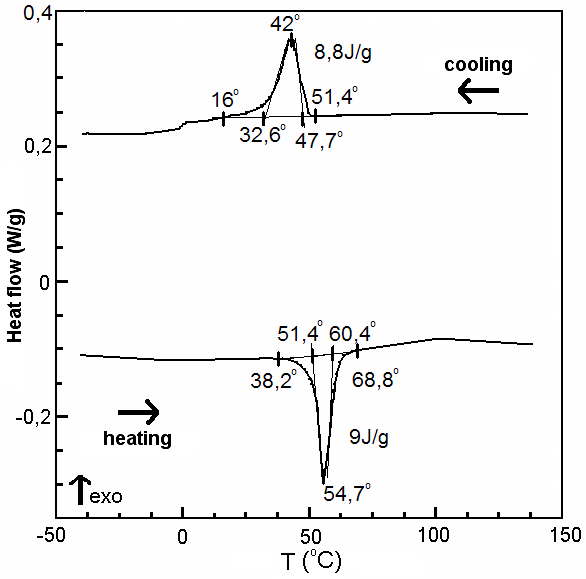 0,4
42°
8,8J/g
cooling
16°
51,4°
32,6°
47,7°
0,2
Heat flow (W/g)
0
51,4° 60,4°
38,2°
68,8°
-0,2
heating
9J/g
54,7°
exo
-50 0 50 100 150
T (°C)